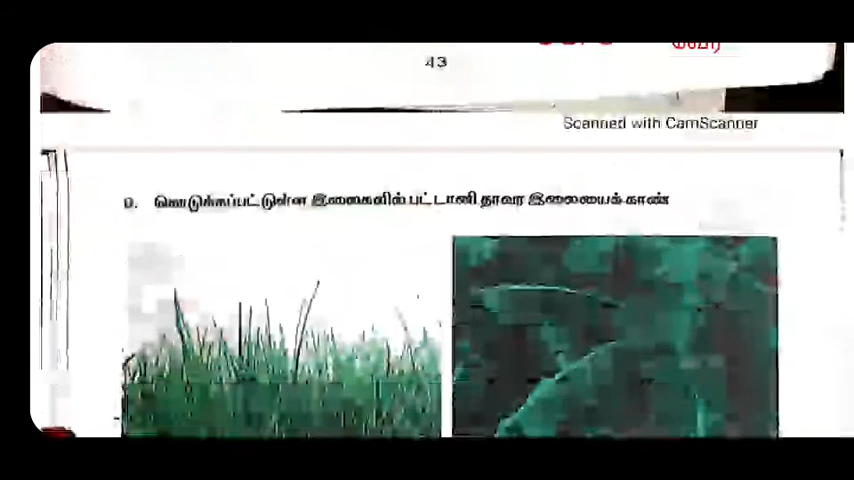 வேர்
43
Scanned with CamScanner
கொடுக்கப்பட்டுள்ள இலைகளில் பட்டாணி தாவர இலையைக் காண்